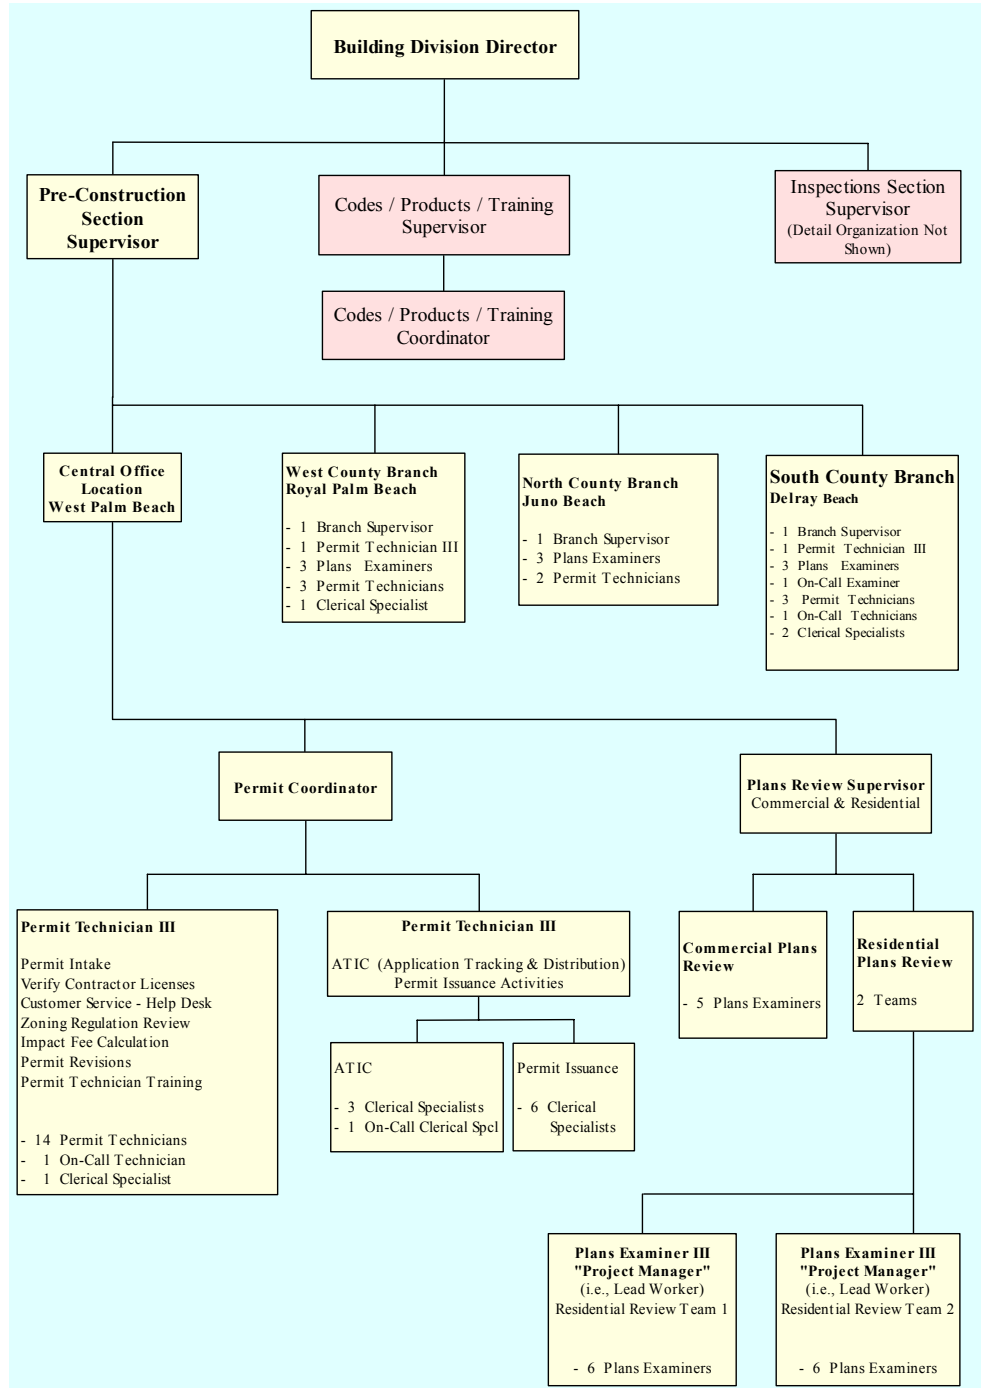 Building Division Director
Pre-Construction
Section
Supervisor
Codes / Products / Training
Supervisor
Inspections Section
Supervisor
(Detail Organization Not
Shown)
Codes / Products / Training
Coordinator
Central Office
Location
West Palm Beach
West County Branch
Royal Palm Beach
- 1 Branch Supervisor
- 1 Permit Technician III
- 3 Plans Examiners
- 3 Permit Technicians
- 1 Clerical Specialist
North County Branch
Juno Beach
- 1 Branch Supervisor
- 3 Plans Examiners
- 2 Permit Technicians
South County Branch
Delray Beach
- 1 Branch Supervisor
- 1 Permit Technician III
- 3 Plans Examiners
- 1 On-Call Examiner
- 3 Permit Technicians
- 1 On-Call Technicians
- 2 Clerical Specialists
Permit Coordinator
Plans Review Supervisor
Commercial & Residential
Permit Technician III
Permit Intake
Verify Contractor Licenses
Customer Service - Help Desk
Zoning Regulation Review
Impact Fee Calculation
Permit Revisions
Permit Technician Training
- 14 Permit Technicians
- 1 On-Call Technician
- 1 Clerical Specialist
Permit Technician III
ATIC (Application Tracking & Distribution)
Permit Issuance Activities
ATIC
- 3 Clerical Specialists
- 1 On-Call Clerical Spcl
Permit Issuance
- 6 Clerical
Specialists
Commercial Plans
Review
- 5 Plans Examiners
Residential
Plans Review
2 Teams
Plans Examiner III
"Project Manager"
(i.e., Lead Worker)
Residential Review Team 1
- 6 Plans Examiners
Plans Examiner III
"Project Manager"
(i.e., Lead Worker)
Residential Review Team 2
- 6 Plans Examiners